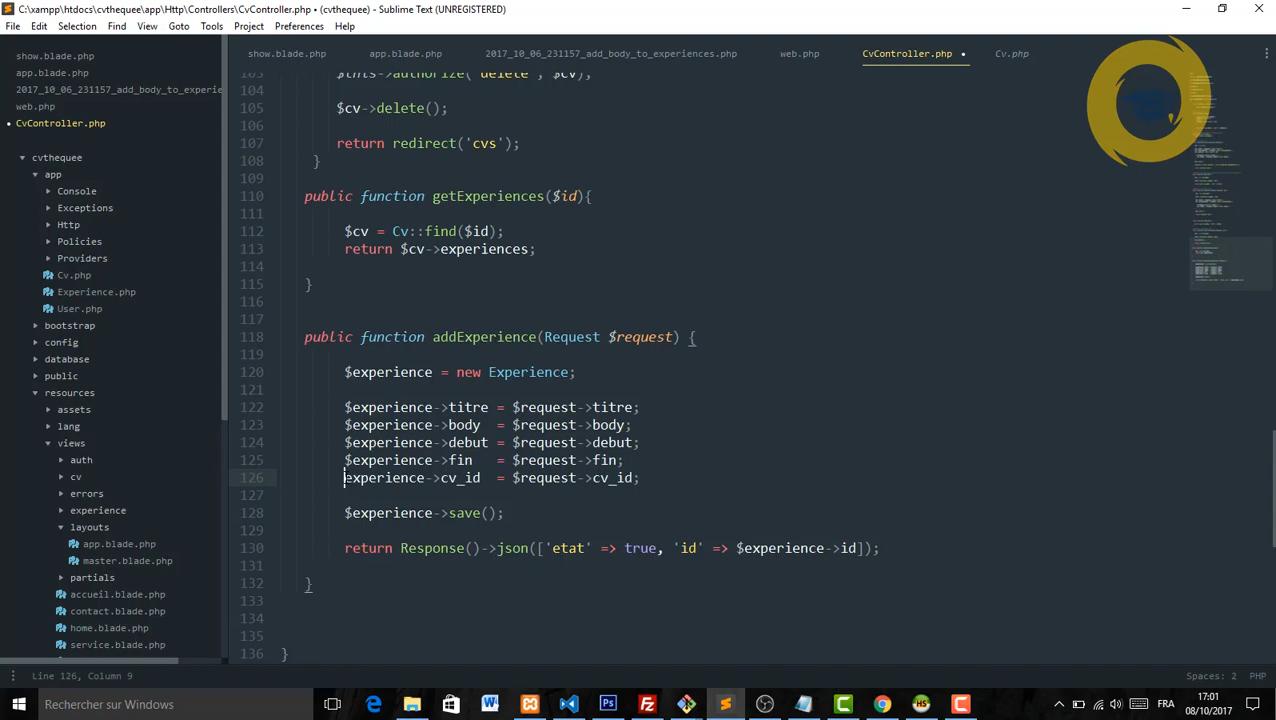 C:\xampp\htdocs\cvthequee\app\Http\Controllers\CvController.php • (cvthequee) - Sublime Text (UNREGISTERED)
File Edit Selection Find View Goto Tools Project Preferences Help
show.blade.php app.blade.php 2017_10_06_231157_add_body_to_experiences.php web.php CvController.php • Cv.php
show.blade.php
app.blade.php
2017_10_06_231157_add_body_to_experie
web.php
• CvController.php
cvthequee
app
Console
Exceptions
Http
Policies
Providers
Cv.php
Experience.php
User.php
bootstrap
config
database
public
resources
assets
lang
views
auth
cv
errors
experience
layouts
app.blade.php
master.blade.php
partials
accueil.blade.php
contact.blade.php
home.blade.php
service.blade.php
103 $this->authorize('delete', $cv);
104
105 $cv->delete();
106
107 return redirect('cvs');
108 }
109
110 public function getExperiences($id){
111
112 $cv = Cv::find($id)
113 return $cv->experiences;
114
115 }
116
117
118 public function addExperience(Request $request) {
119
120 $experience = new Experience;
121
122 $experience->titre = $request->titre;
123 $experience->body = $request->body;
124 $experience->debut = $request->debut;
125 $experience->fin = $request->fin;
126 experience->cv_id = $request->cv_id;
127
128 $experience->save();
129
130 return Response()->json(['etat' => true, 'id' => $experience->id]);
131
132 }
133
134
135
136 }
Line 126, Column 9 Spaces: 2 PHP
Rechercher sur Windows
FRA
17:01
08/10/2017